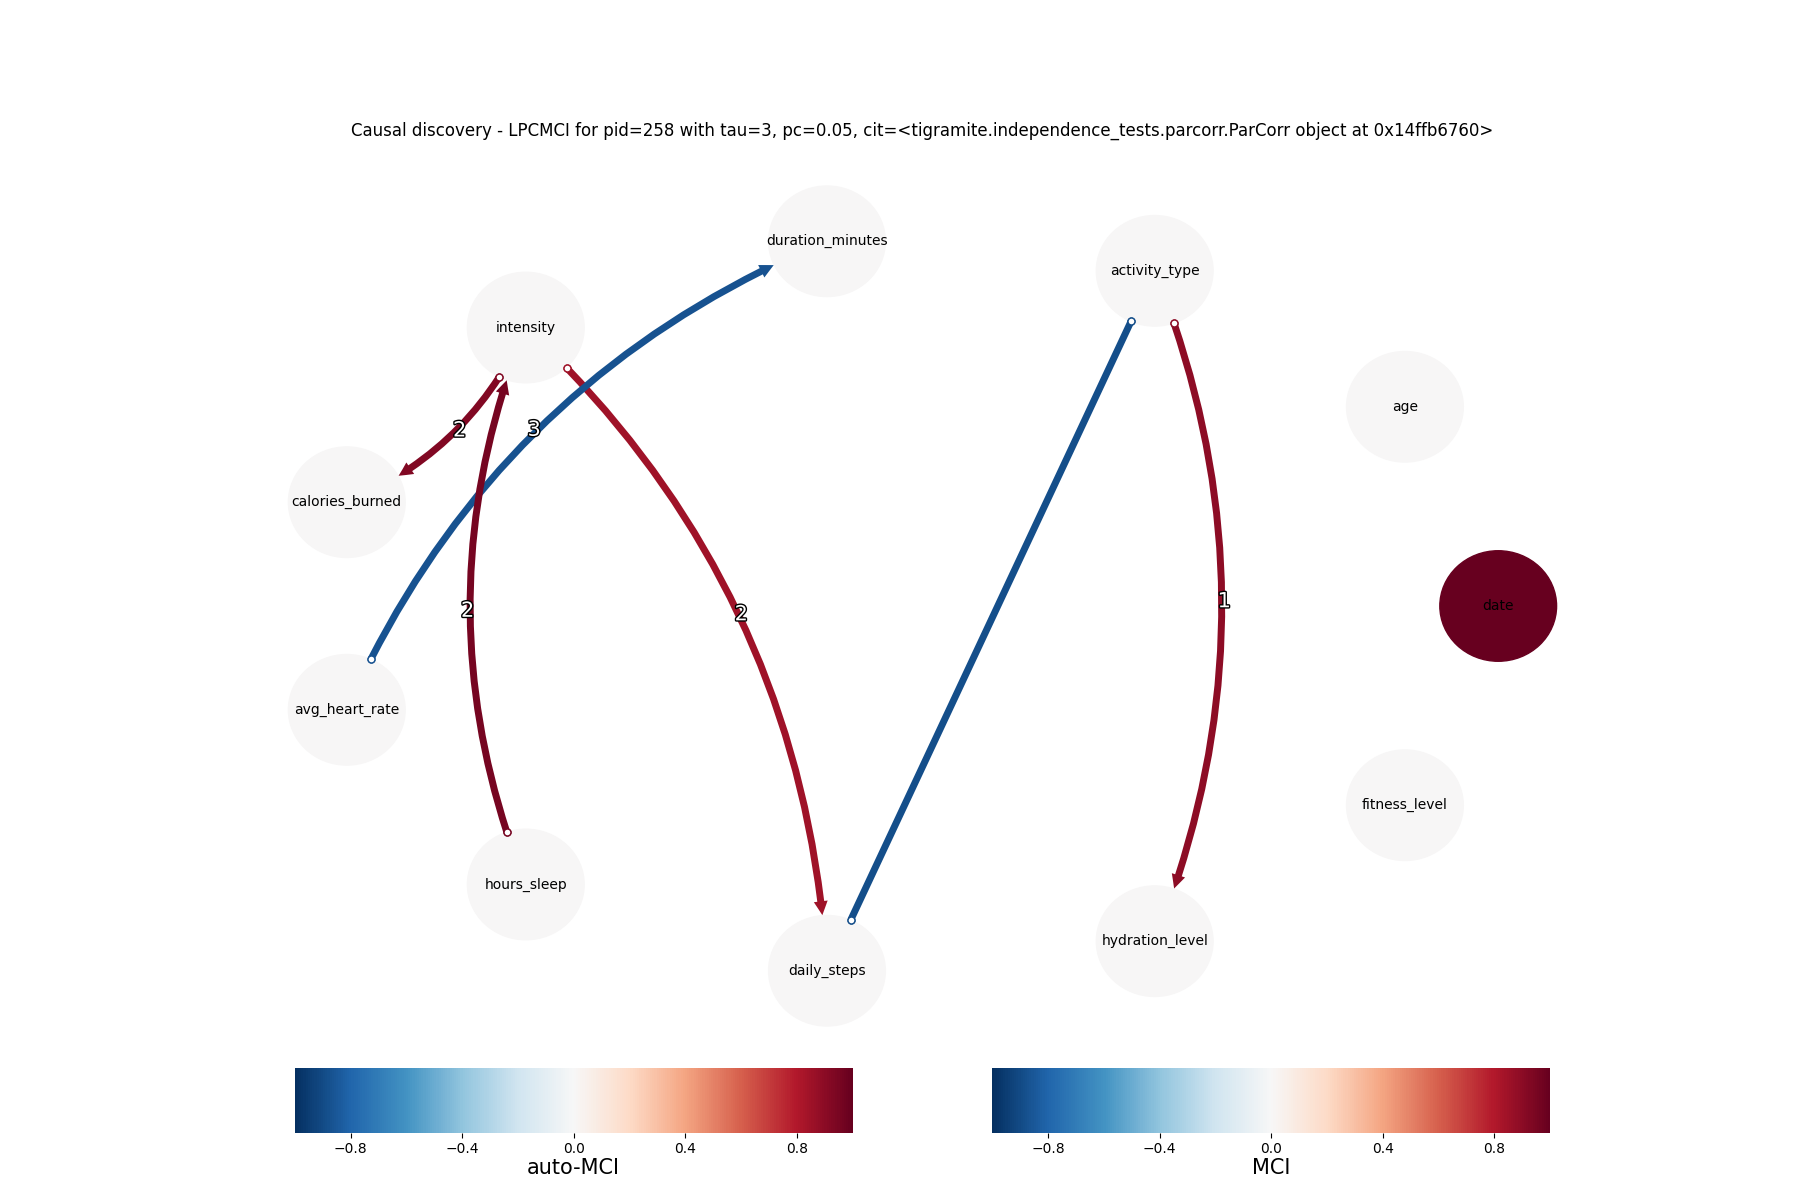 Causal discovery - LPCMCI for pid=258 with tau=3, pc=0.05, cit=<tigramite.independence_tests.parcorr.ParCorr object at 0x14ffb6760>
duration_minutes
activity_type
intensity
age
2
3
calories_burned
date
2
2
1
avg_heart_rate
fitness_level
hours_sleep
hydration_level
daily_steps
−0.8 −0.4 0.0 0.4 0.8
auto-MCI
−0.8 −0.4 0.0 0.4 0.8
MCI